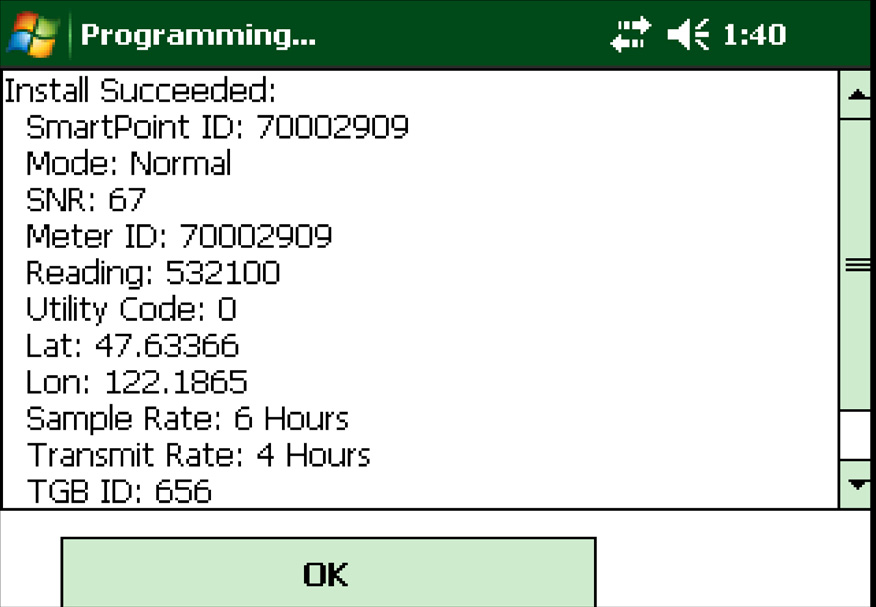 Programming...
1:40
Install Succeeded:
SmartPoint ID: 70002909
Mode: Normal
SNR: 67
Meter ID: 70002909
Reading: 532100
Utility Code: 0
Lat: 47.63366
Lon: 122.1865
Sample Rate: 6 Hours
Transmit Rate: 4 Hours
TGB ID: 656
OK